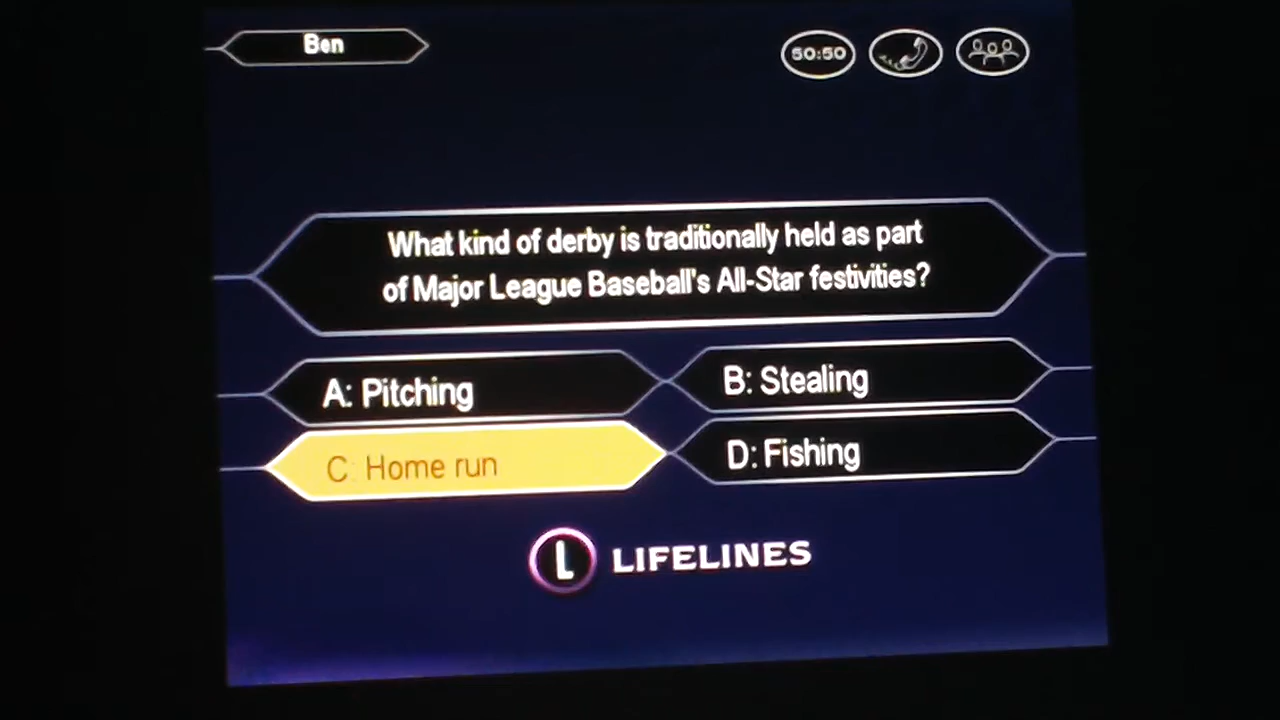 Ben
50:50
What kind of derby is traditionally held as part
of Major League Baseball's All-Star festivities?
A: Pitching
B: Stealing
C: Home run
D: Fishing
L LIFELINES